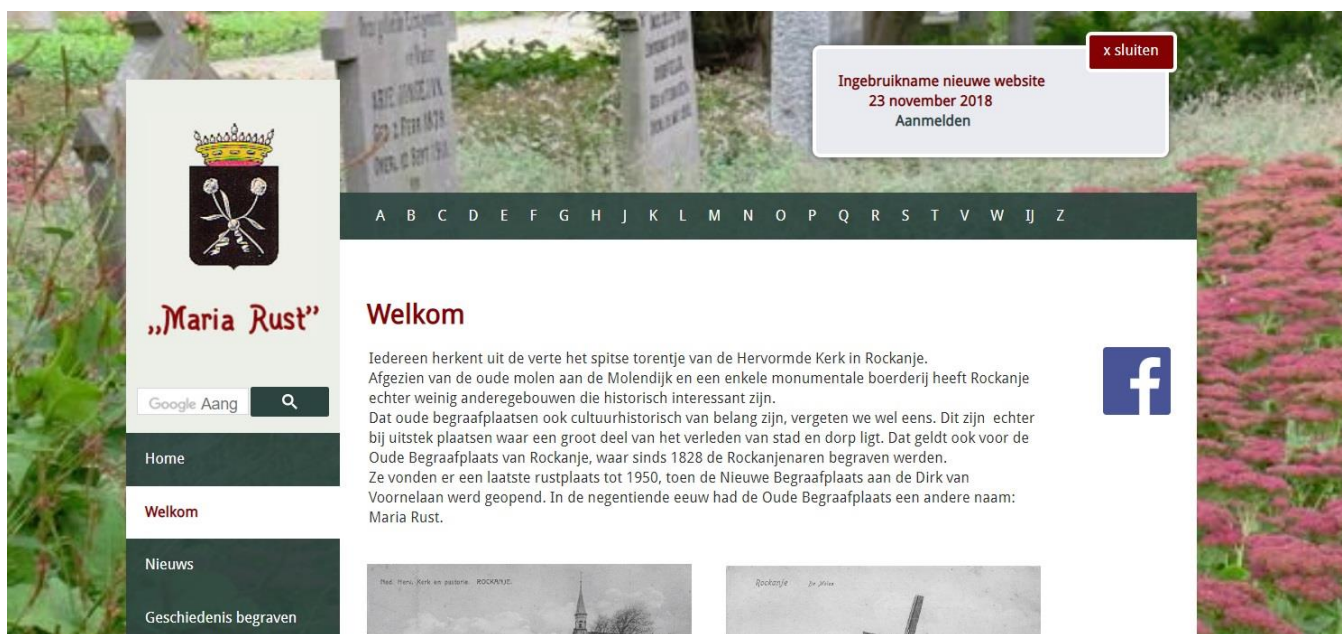 x sluiten
Ingebruikname nieuwe website
23 november 2018
Aanmelden
A B C D E F G H J K L M N O P Q R S T V W IJ Z
„Maria Rust”
Google Aang
Home
Welkom
Nieuws
Geschiedenis begraven
Welkom
Iedereen herkent uit de verte het spitse torentje van de Hervormde Kerk in Rockanje.
Afgezien van de oude molen aan de Molendijk en een enkele monumentale boerderij heeft Rockanje
echter weinig anderegebouwen die historisch interessant zijn.
Dat oude begraafplaatsen ook cultuurhistorisch van belang zijn, vergeten we wel eens. Dit zijn  echter
bij uitstek plaatsen waar een groot deel van het verleden van stad en dorp ligt. Dat geldt ook voor de
Oude Begraafplaats van Rockanje, waar sinds 1828 de Rockanjenaren begraven werden.
Ze vonden er een laatste rustplaats tot 1950, toen de Nieuwe Begraafplaats aan de Dirk van
Voornelaan werd geopend. In de negentiende eeuw had de Oude Begraafplaats een andere naam:
Maria Rust.
Ned. Herv. Kerk en pastorie. ROCKANJE.
Rockanje De Molen